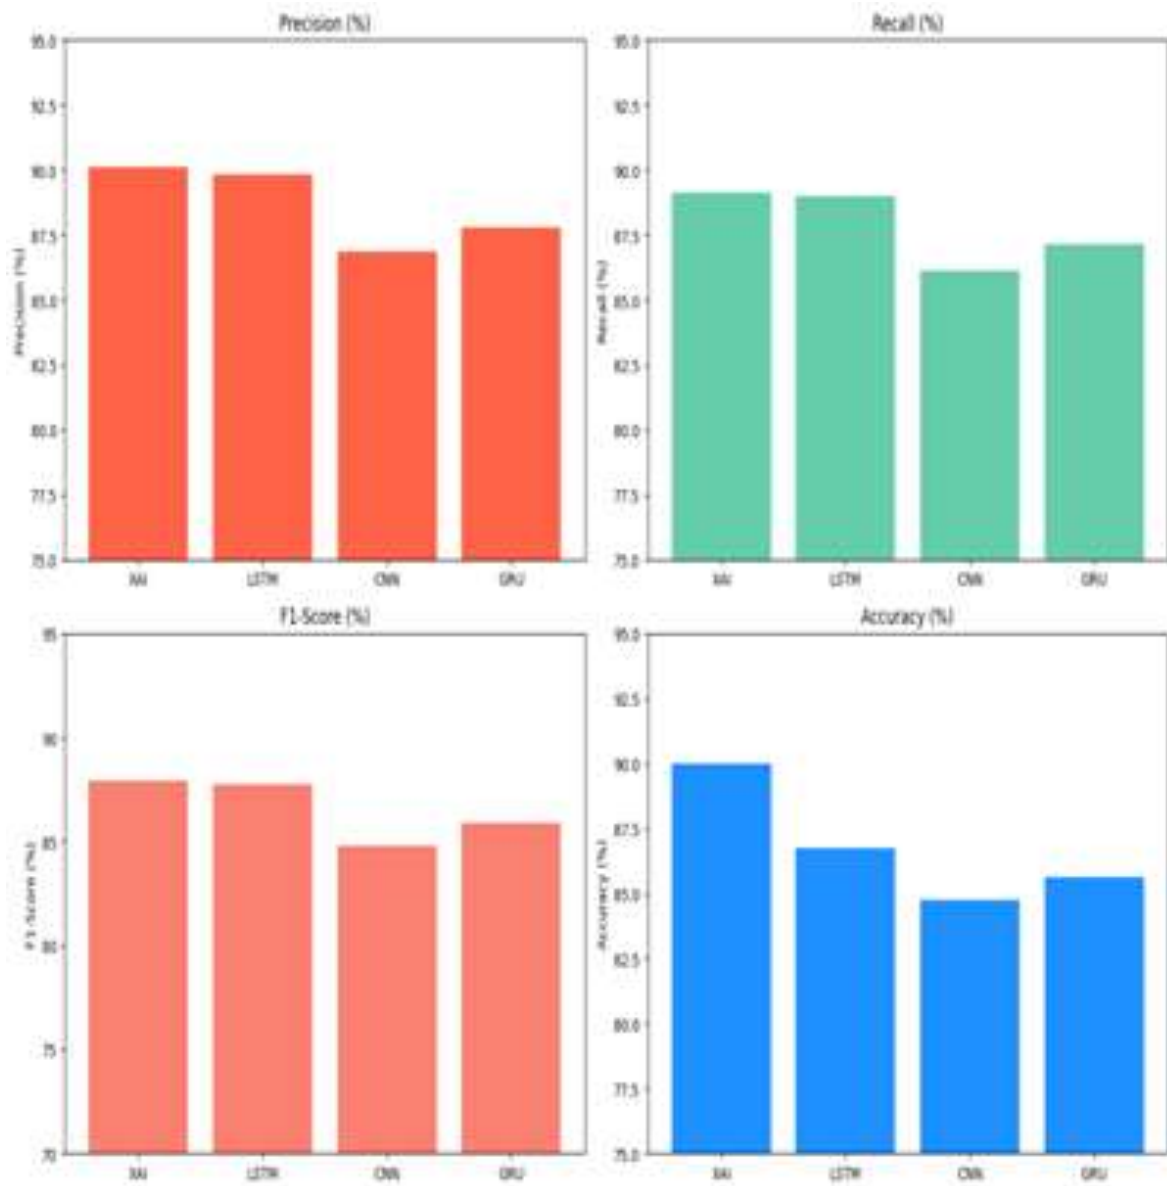 Precision (%)
95.0
92.5
90.0
87.5
85.0
82.5
80.0
77.5
75.0
Precision (%)
XAI LSTM CNN GRU
Recall (%)
95.0
92.5
90.0
87.5
85.0
82.5
80.0
77.5
75.0
Recall (%)
XAI LSTM CNN GRU
F1-Score (%)
95
90
85
80
75
70
F1-Score (%)
XAI LSTM CNN GRU
Accuracy (%)
95.0
92.5
90.0
87.5
85.0
82.5
80.0
77.5
75.0
Accuracy (%)
XAI LSTM CNN GRU